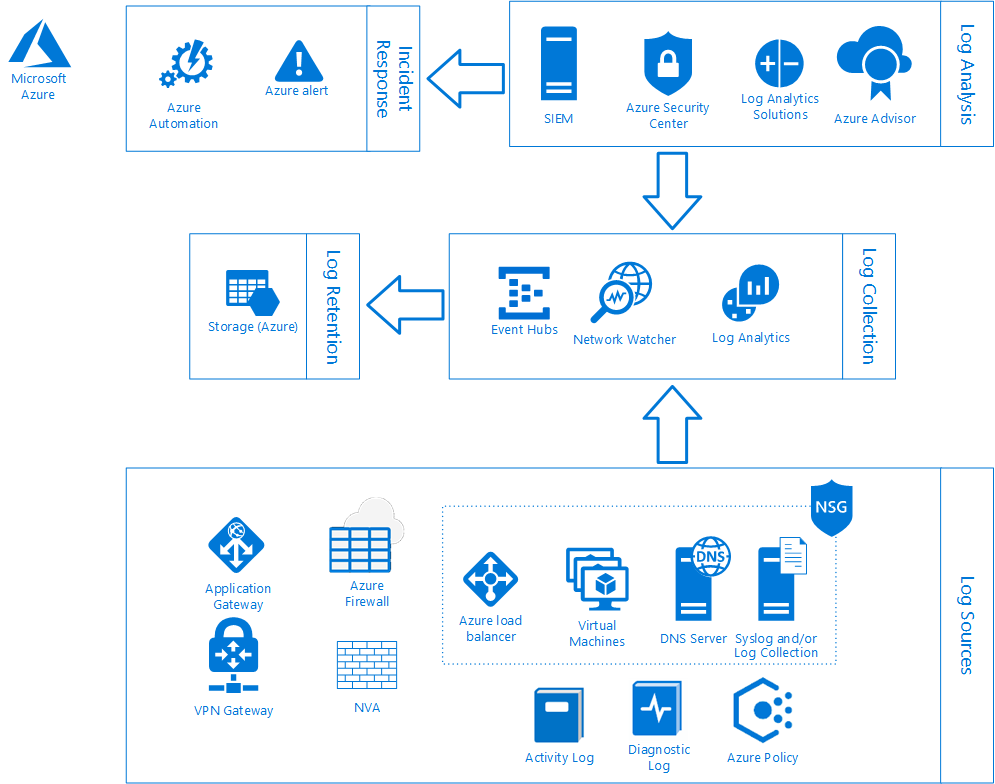 Microsoft
Azure
Azure
Automation
Azure alert
Incident
Response
SIEM
Azure Security
Center
Log Analytics
Solutions
Azure Advisor
Log Analysis
Storage (Azure)
Log Retention
Event Hubs
Network Watcher
Log Analytics
Log Collection
NSG
Application
Gateway
Azure
Firewall
Azure load
balancer
Virtual
Machines
DNS
DNS Server
Syslog and/or
Log Collection
VPN Gateway
NVA
Activity Log
Diagnostic
Log
Azure Policy
Log Sources